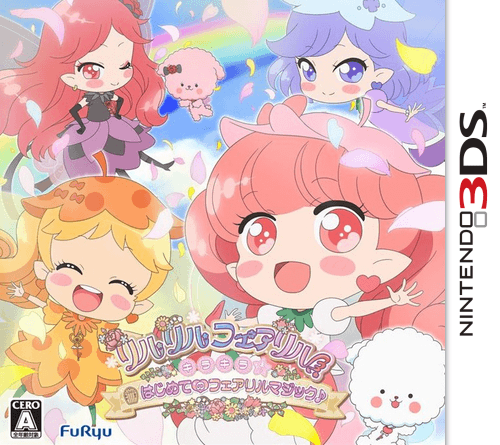 NINTENDO 3DS™
リルリルフェアリル
キラキラ
はじめての フェアリルマジック♪
CERO
A
全年齢対象
FuRyu